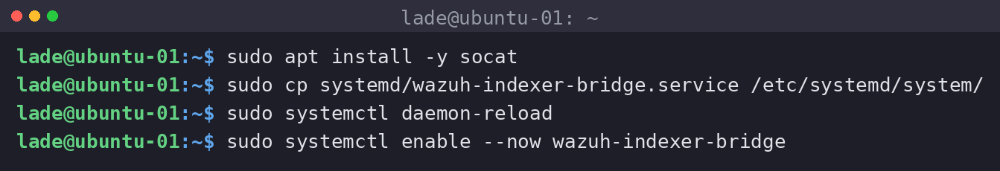 lade@ubuntu-01: ~
lade@ubuntu-01:~$ sudo apt install -y socat
lade@ubuntu-01:~$ sudo cp systemd/wazuh-indexer-bridge.service /etc/systemd/system/
lade@ubuntu-01:~$ sudo systemctl daemon-reload
lade@ubuntu-01:~$ sudo systemctl enable --now wazuh-indexer-bridge